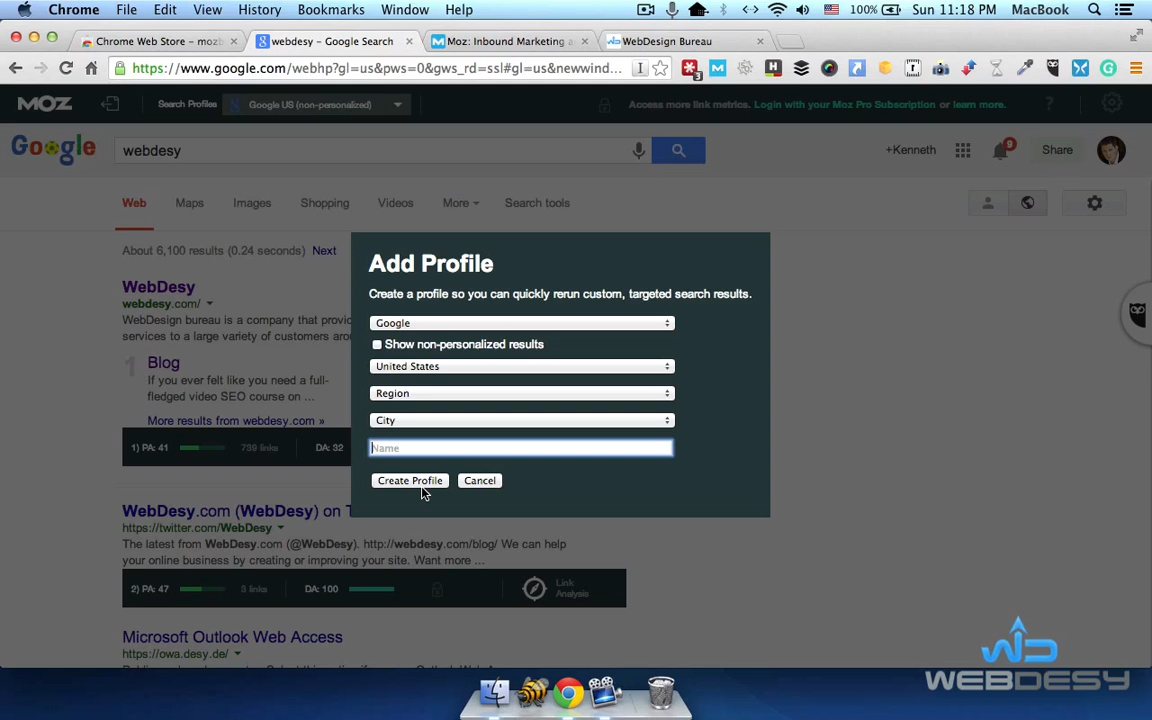 Chrome File Edit View History Bookmarks Window Help 100% Sun 11:18 PM MacBook
Chrome Web Store – mozb
webdesy – Google Search
Moz: Inbound Marketing a
WebDesign Bureau
https://www.google.com/webhp?gl=us&pws=0&gws_rd=ssl#gl=us&newwind...
3
MOZ Search Profiles Google US (non-personalized) Access more link metrics. Login with your Moz Pro Subscription or learn more. ?
Google webdesy +Kenneth 9 Share
Web Maps Images Shopping Videos More Search tools
About 6,100 results (0.24 seconds) Next
WebDesy
webdesy.com/
WebDesign bureau is a company that provid
services to a large variety of customers arou
1 Blog
If you ever felt like you need a full-
fledged video SEO course on ...
More results from webdesy.com »
1) PA: 41 739 links DA: 32
Add Profile
Create a profile so you can quickly rerun custom, targeted search results.
Google
Show non-personalized results
United States
Region
City
Name
Create Profile Cancel
WebDesy.com (WebDesy) on T
https://twitter.com/WebDesy
The latest from WebDesy.com (@WebDesy). http://webdesy.com/blog/ We can help
your online business by creating or improving your site. Want more ...
2) PA: 47 3 links DA: 100 Link
Analysis
Microsoft Outlook Web Access
https://owa.desy.de/
WEBDESY